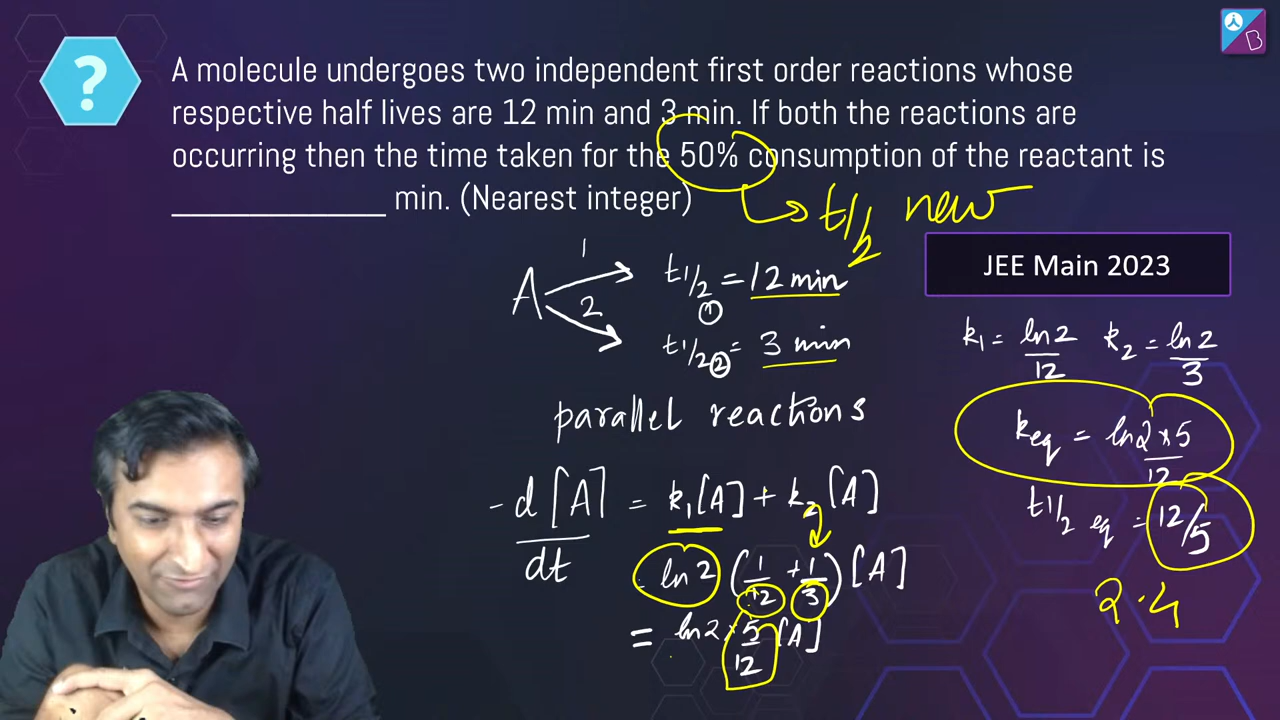 ?
A molecule undergoes two independent first order reactions whose
respective half lives are 12 min and 3 min. If both the reactions are
occurring then the time taken for the 50% consumption of the reactant is
______________ min. (Nearest integer)
t1/2 new
JEE Main 2023
A
1
t1/2 ① = 12 min
2
t1/2 ② = 3 min
k1 = ln2/12 k2 = ln2/3
parallel reactions
keq = ln2×5/12
-d[A]/dt = k1[A] + k2[A]
t1/2 eq = 12/5
= ln2 (1/12 + 1/3) [A]
2.4
= ln2 × 5/12 [A]
B